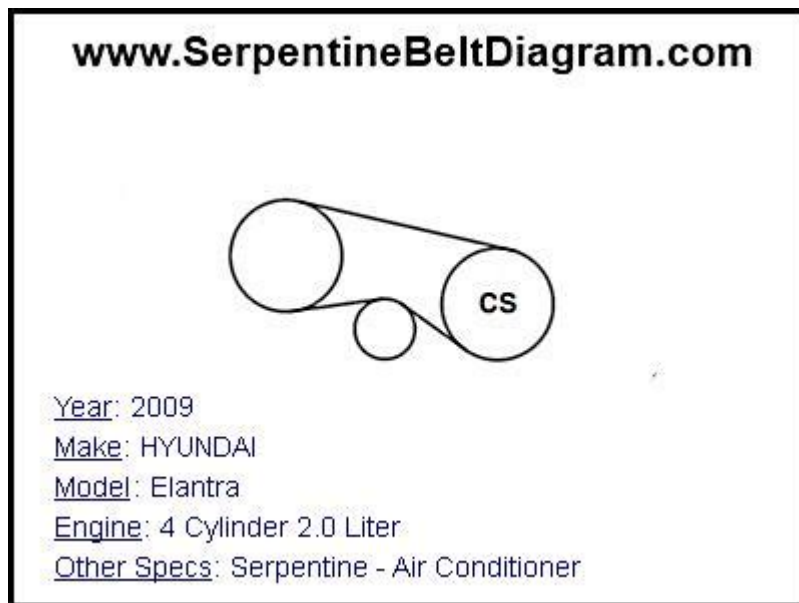 www.SerpentineBeltDiagram.com
CS
Year: 2009
Make: HYUNDAI
Model: Elantra
Engine: 4 Cylinder 2.0 Liter
Other Specs: Serpentine - Air Conditioner